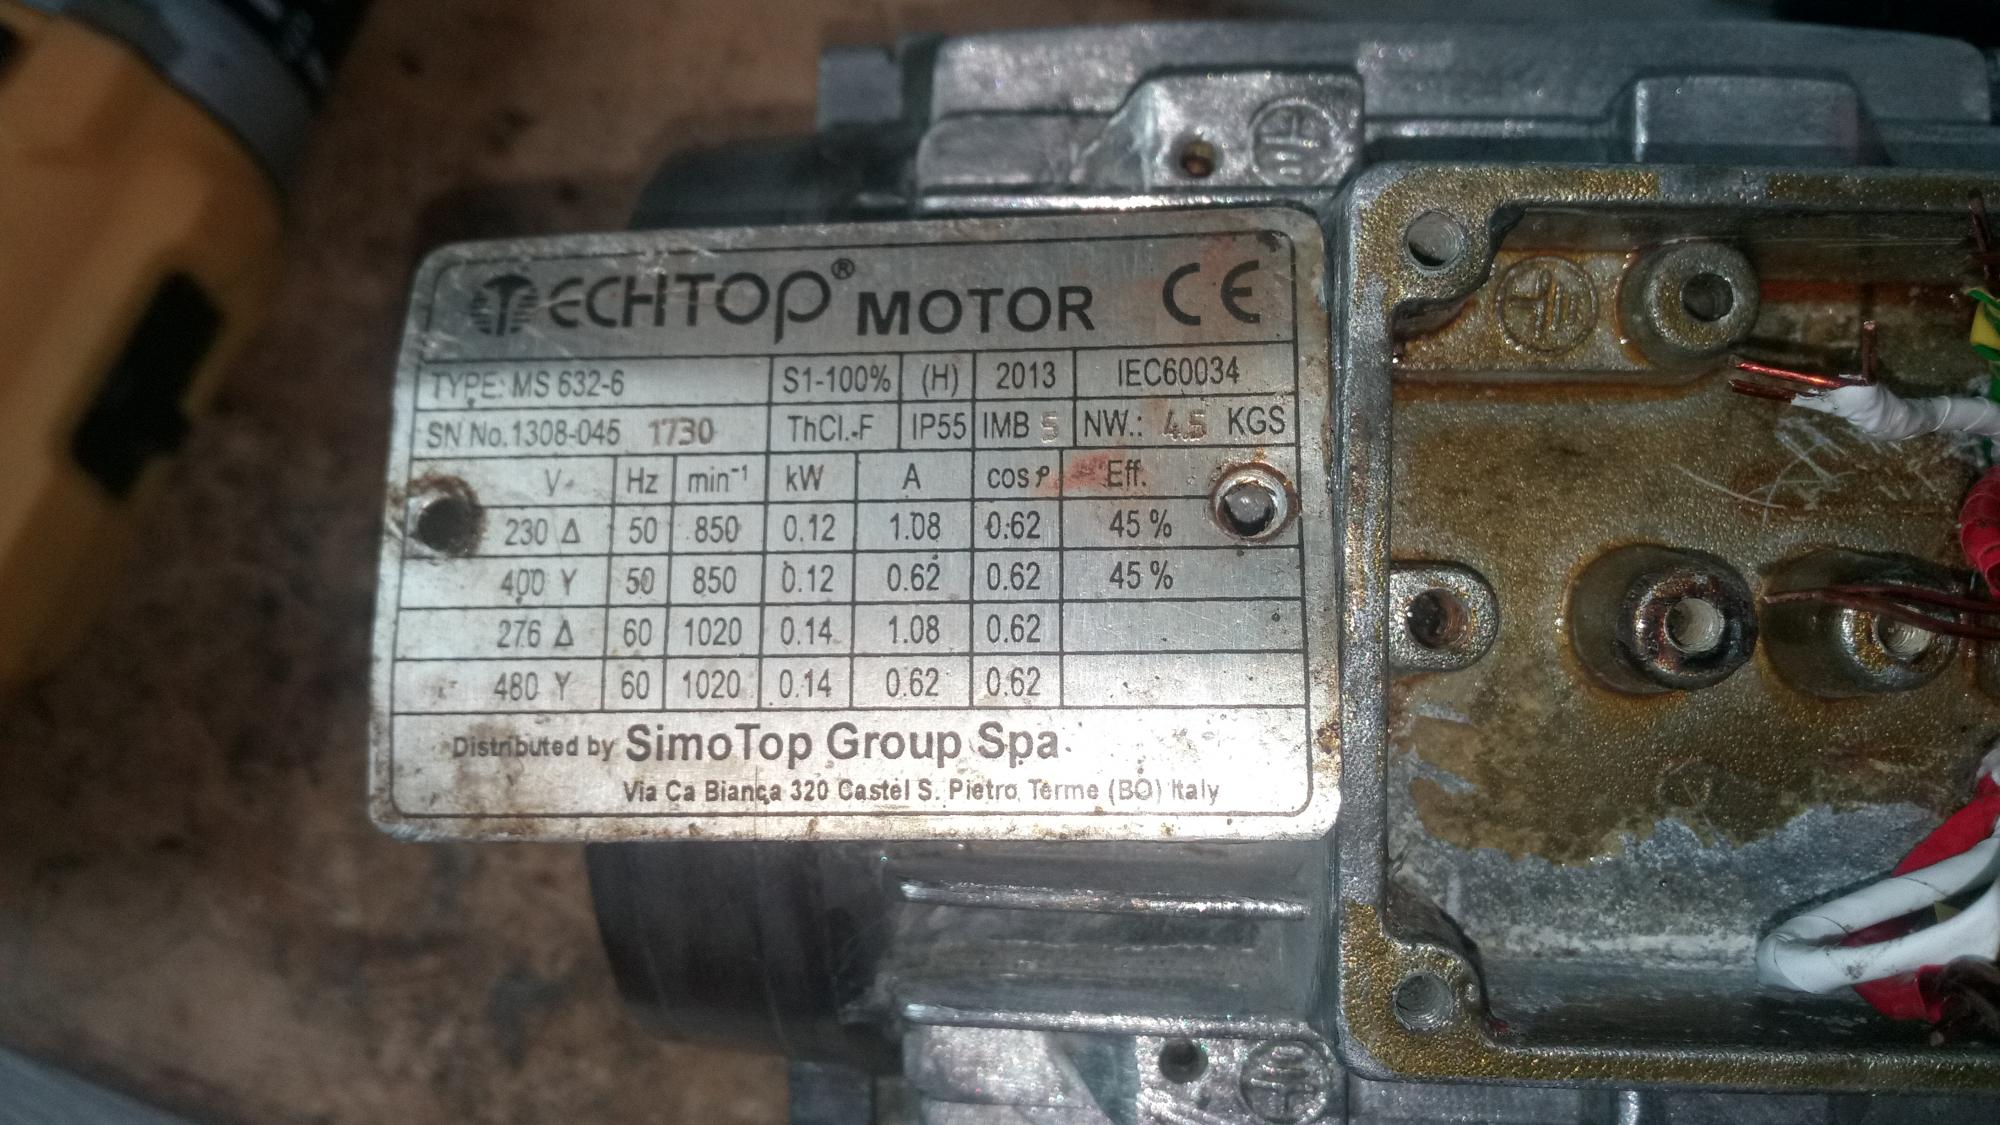 TECHTOP® MOTOR CE
TYPE: MS 632-6 S1-100% (H) 2013 IEC60034
SN No. 1308-045 1730 ThCl.-F IP55 IMB 5 NW.: 4.5 KGS
V Hz min⁻¹ kW A cos φ Eff.
230 Δ 50 850 0.12 1.08 0.62 45 %
400 Y 50 850 0.12 0.62 0.62 45 %
276 Δ 60 1020 0.14 1.08 0.62
480 Y 60 1020 0.14 0.62 0.62
Distributed by SimoTop Group Spa
Via Ca Bianca 320 Castel S. Pietro Terme (BO) Italy